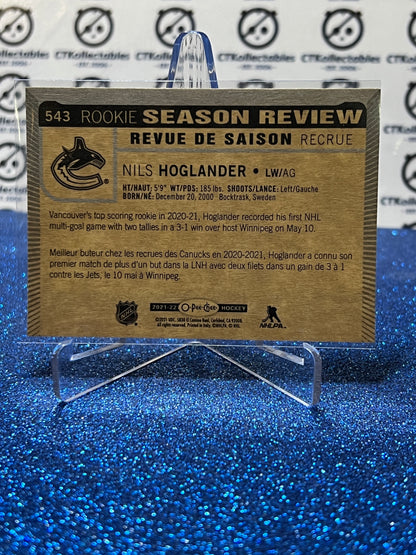 CTKollectables
543 ROOKIE SEASON REVIEW
REVUE DE SAISON RECRUE
NILS HOGLANDER • LW/AG
HT/HAUT: 5'9" WT/PDS: 185 lbs. SHOOTS/LANCE: Left/Gauche
BORN/NÉ: December 20, 2000 · Bocktrask, Sweden
Vancouver's top scoring rookie in 2020-21, Hoglander recorded his first NHL
multi-goal game with two tallies in a 3-1 win over host Winnipeg on May 10.
Meilleur buteur chez les recrues des Canucks en 2020-2021, Hoglander a connu son
premier match de plus d'un but dans la LNH avec deux filets dans un gain de 3 à 1
contre les Jets, le 10 mai à Winnipeg.
NHL
2021-22 O-Pee-Chee HOCKEY
NHLPA